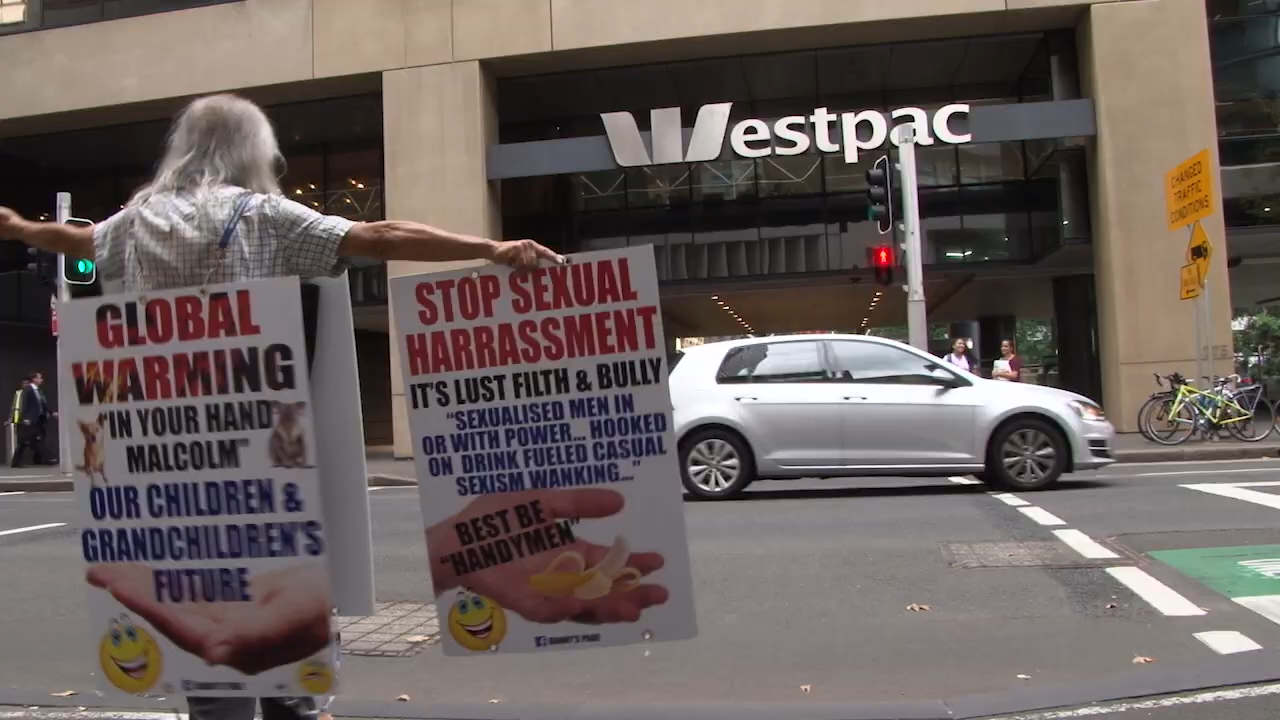 Westpac
CHANGED
TRAFFIC
CONDITIONS
GLOBAL
WARMING
"IN YOUR HAND
MALCOLM"
OUR CHILDREN &
GRANDCHILDREN'S
FUTURE
STOP SEXUAL
HARRASSMENT
IT'S LUST FILTH & BULLY
"SEXUALISED MEN IN
OR WITH POWER... HOOKED
ON DRINK FUELED CASUAL
SEXISM WANKING..."
BEST BE
"HANDYMEN"